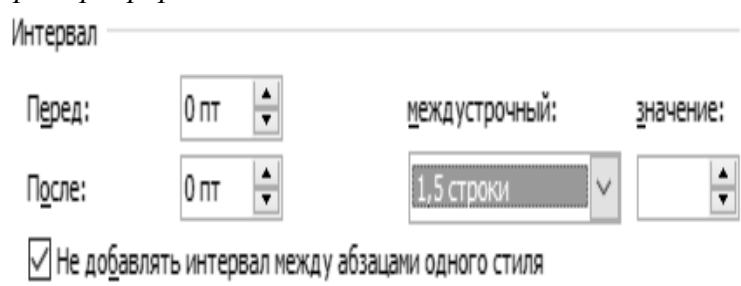 Интервал
Перед: 0 пт междустрочный: значение:
После: 0 пт 1,5 строки
Не добавлять интервал между абзацами одного стиля